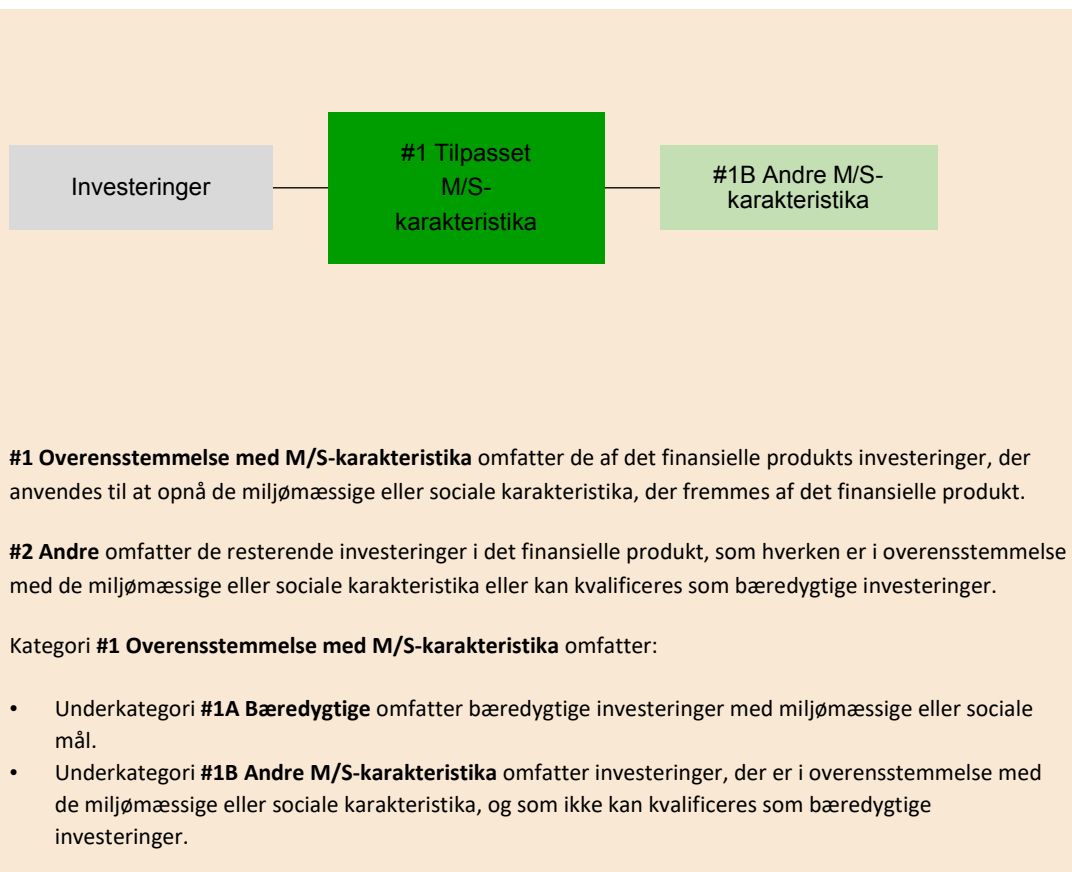 Investeringer
#1 Tilpasset
M/S-
karakteristika
#1B Andre M/S-
karakteristika
#1 Overensstemmelse med M/S-karakteristika omfatter de af det finansielle produkts investeringer, der
anvendes til at opnå de miljømæssige eller sociale karakteristika, der fremmes af det finansielle produkt.
#2 Andre omfatter de resterende investeringer i det finansielle produkt, som hverken er i overensstemmelse
med de miljømæssige eller sociale karakteristika eller kan kvalificeres som bæredygtige investeringer.
Kategori #1 Overensstemmelse med M/S-karakteristika omfatter:
• Underkategori #1A Bæredygtige omfatter bæredygtige investeringer med miljømæssige eller sociale
mål.
• Underkategori #1B Andre M/S-karakteristika omfatter investeringer, der er i overensstemmelse med
de miljømæssige eller sociale karakteristika, og som ikke kan kvalificeres som bæredygtige
investeringer.